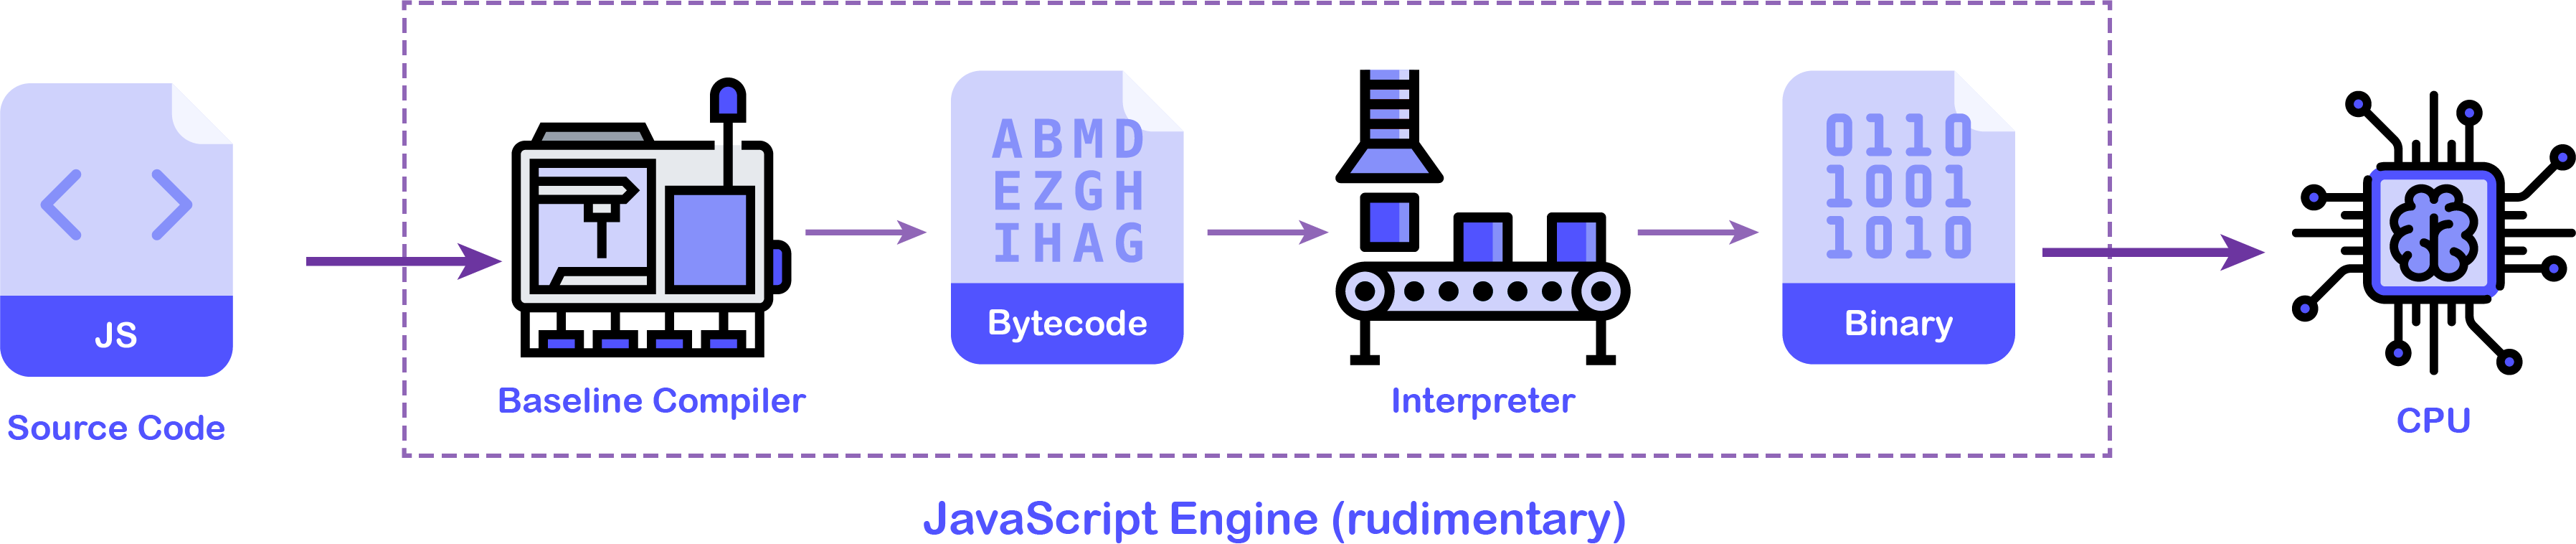 JS
Source Code
Baseline Compiler
ABMD
EZGH
IHAG
Bytecode
Interpreter
0110
1001
1010
Binary
CPU
JavaScript Engine (rudimentary)